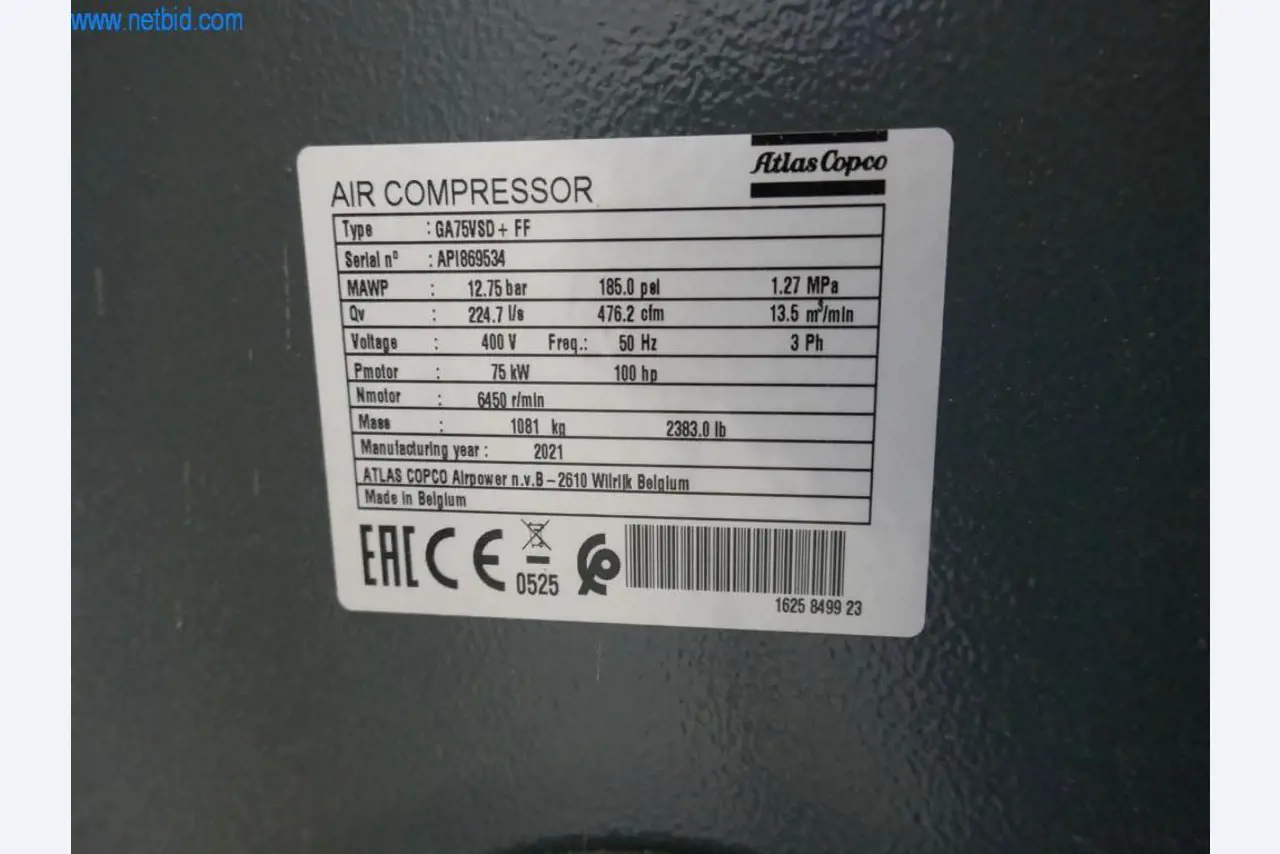 www.netbid.com
Atlas Copco
AIR COMPRESSOR
Type : GA75VSD+ FF
Serial nº : API869534
MAWP : 12.75 bar 185.0 psi 1.27 MPa
Qv : 224.7 l/s 476.2 cfm 13.5 m³/min
Voltage : 400 V Freq.: 50 Hz 3 Ph
Pmotor : 75 kW 100 hp
Nmotor : 6450 r/min
Mass : 1081 kg 2383.0 lb
Manufacturing year : 2021
ATLAS COPCO Airpower n.v.B - 2610 Wilrijk Belgium
Made in Belgium
EAC CE 0525
1625 8499 23